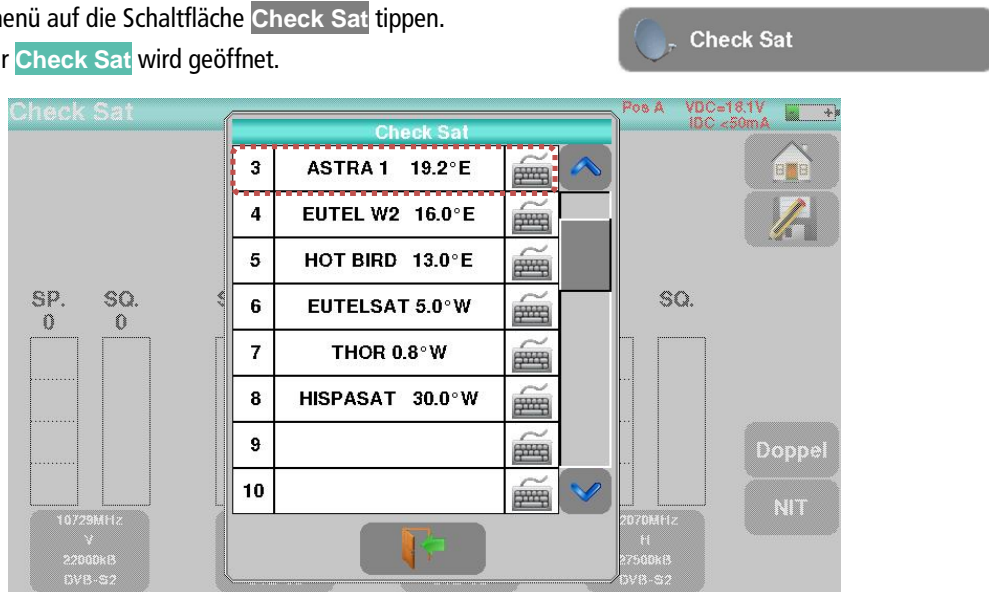 enü auf die Schaltfläche Check Sat tippen.
r Check Sat wird geöffnet.
Check Sat
Check Sat
Pos A
VDC=18.1V
IDC <50mA
Check Sat
3 ASTRA 1 19.2°E
4 EUTEL W2 16.0°E
5 HOT BIRD 13.0°E
6 EUTELSAT 5.0°W
7 THOR 0.8°W
8 HISPASAT 30.0°W
9
10
SP. SQ.
0 0
SQ.
Doppel
NIT
10729MHz
V
22000kB
DVB-S2
2070MHz
H
27500kB
DVB-S2